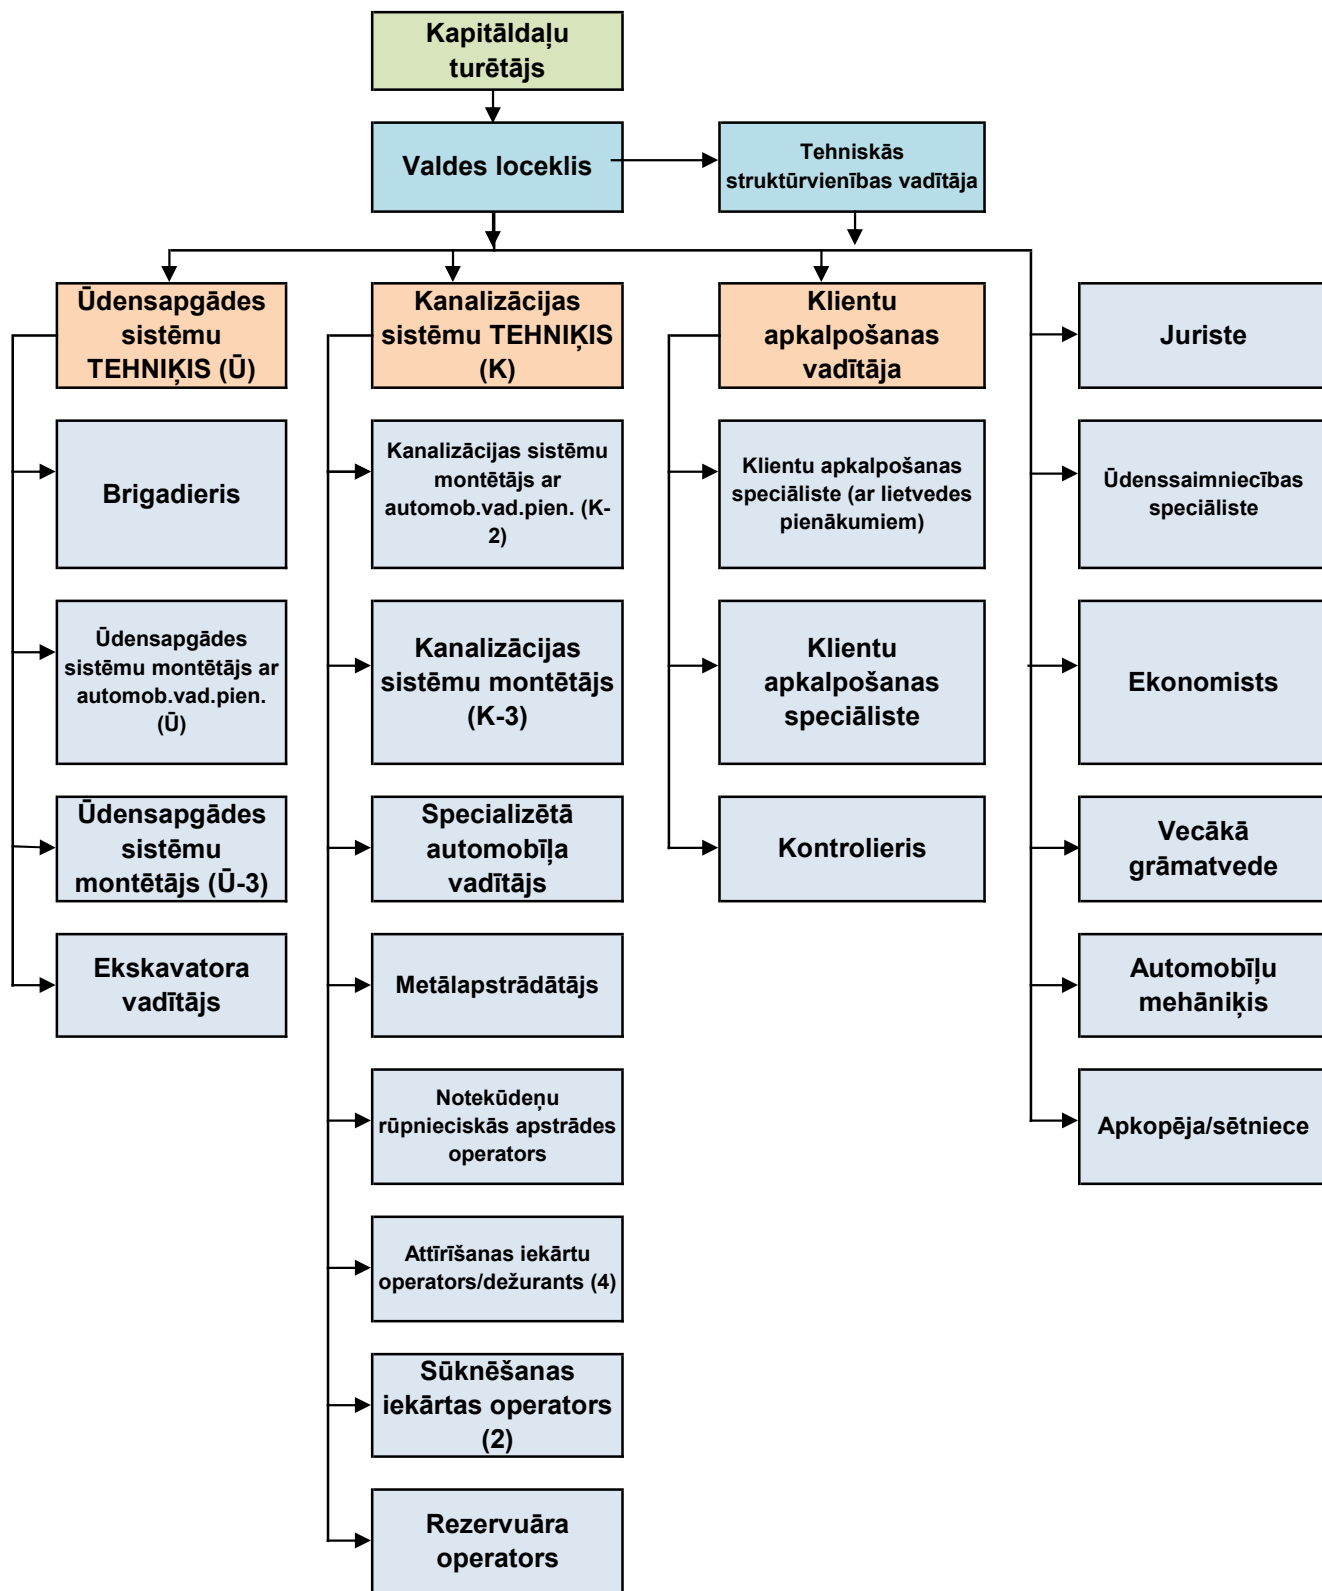 Kapitāldaļu
turētājs
Valdes loceklis
Tehniskās
struktūrvienības vadītāja
Ūdensapgādes
sistēmu
TEHNIĶIS (Ū)
Kanalizācijas
sistēmu TEHNIĶIS
(K)
Klientu
apkalpošanas
vadītāja
Juriste
Brigadieris
Kanalizācijas sistēmu
montētājs ar
automob.vad.pien. (K-
2)
Klientu apkalpošanas
speciāliste (ar lietvedes
pienākumiem)
Ūdenssaimniecības
speciāliste
Ūdensapgādes
sistēmu montētājs ar
automob.vad.pien.
(Ū)
Kanalizācijas
sistēmu montētājs
(K-3)
Klientu
apkalpošanas
speciāliste
Ekonomists
Ūdensapgādes
sistēmu
montētājs (Ū-3)
Specializētā
automobīļa
vadītājs
Kontrolieris
Vecākā
grāmatvede
Ekskavatora
vadītājs
Metālapstrādātājs
Automobīļu
mehāniķis
Notekūdeņu
rūpnieciskās apstrādes
operators
Apkopēja/sētniece
Attīrīšanas iekārtu
operators/dežurants (4)
Sūknēšanas
iekārtas operators
(2)
Rezervuāra
operators